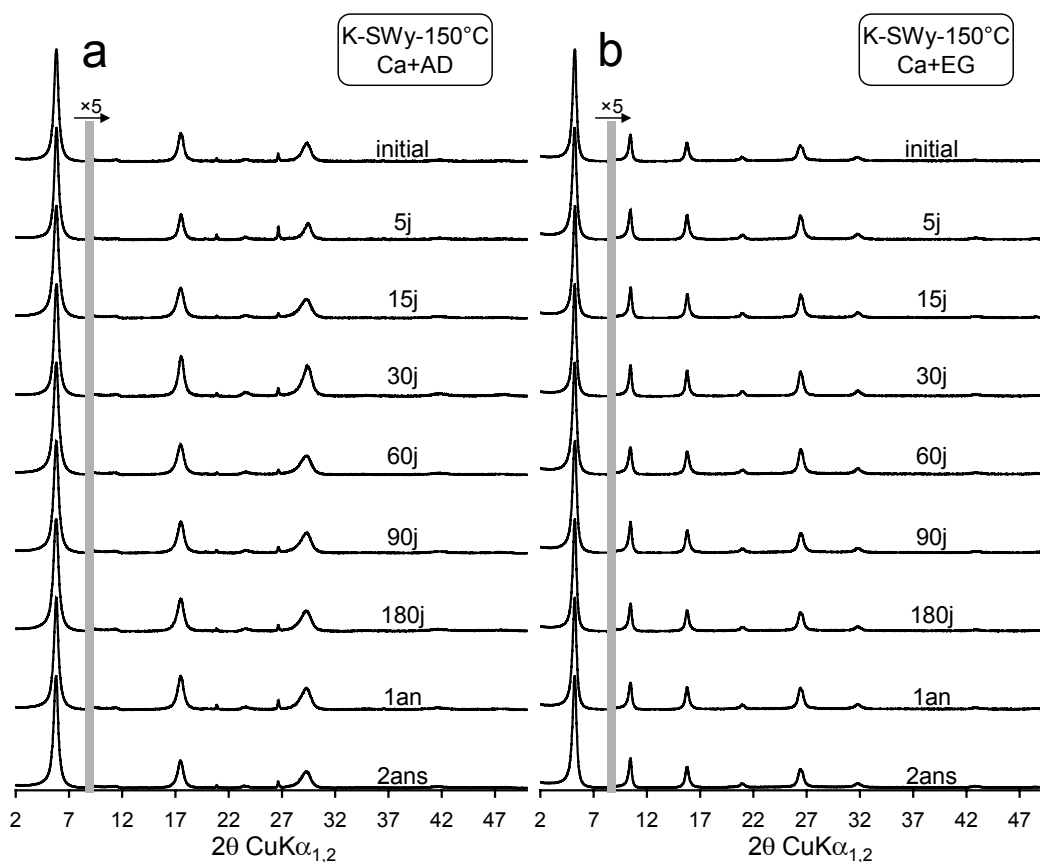 a
K-SWy-150°C
Ca+AD
×5
initial
5j
15j
30j
60j
90j
180j
1an
2ans
2 7 12 17 22 27 32 37 42 47
2θ CuKα1,2
b
K-SWy-150°C
Ca+EG
×5
initial
5j
15j
30j
60j
90j
180j
1an
2ans
2 7 12 17 22 27 32 37 42 47
2θ CuKα1,2